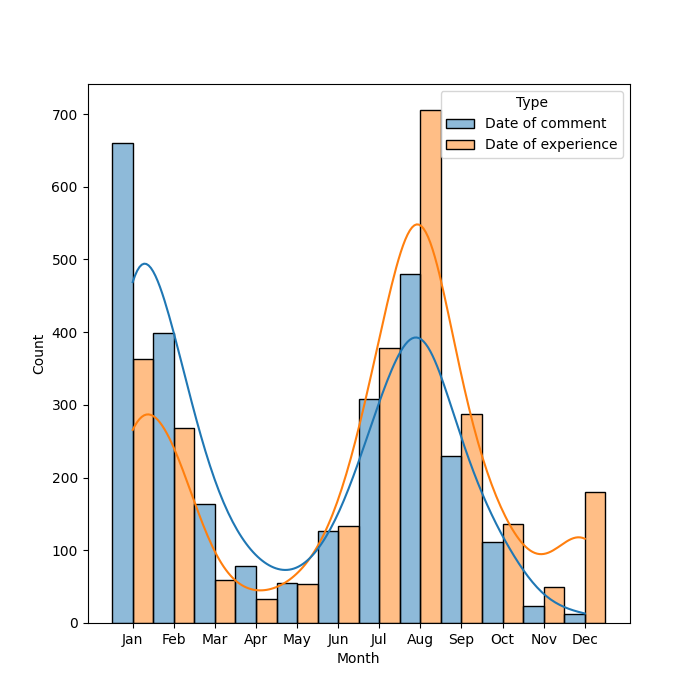 Type
Date of comment
Date of experience
700
600
500
400
300
200
100
0
Count
Jan Feb Mar Apr May Jun Jul Aug Sep Oct Nov Dec
Month